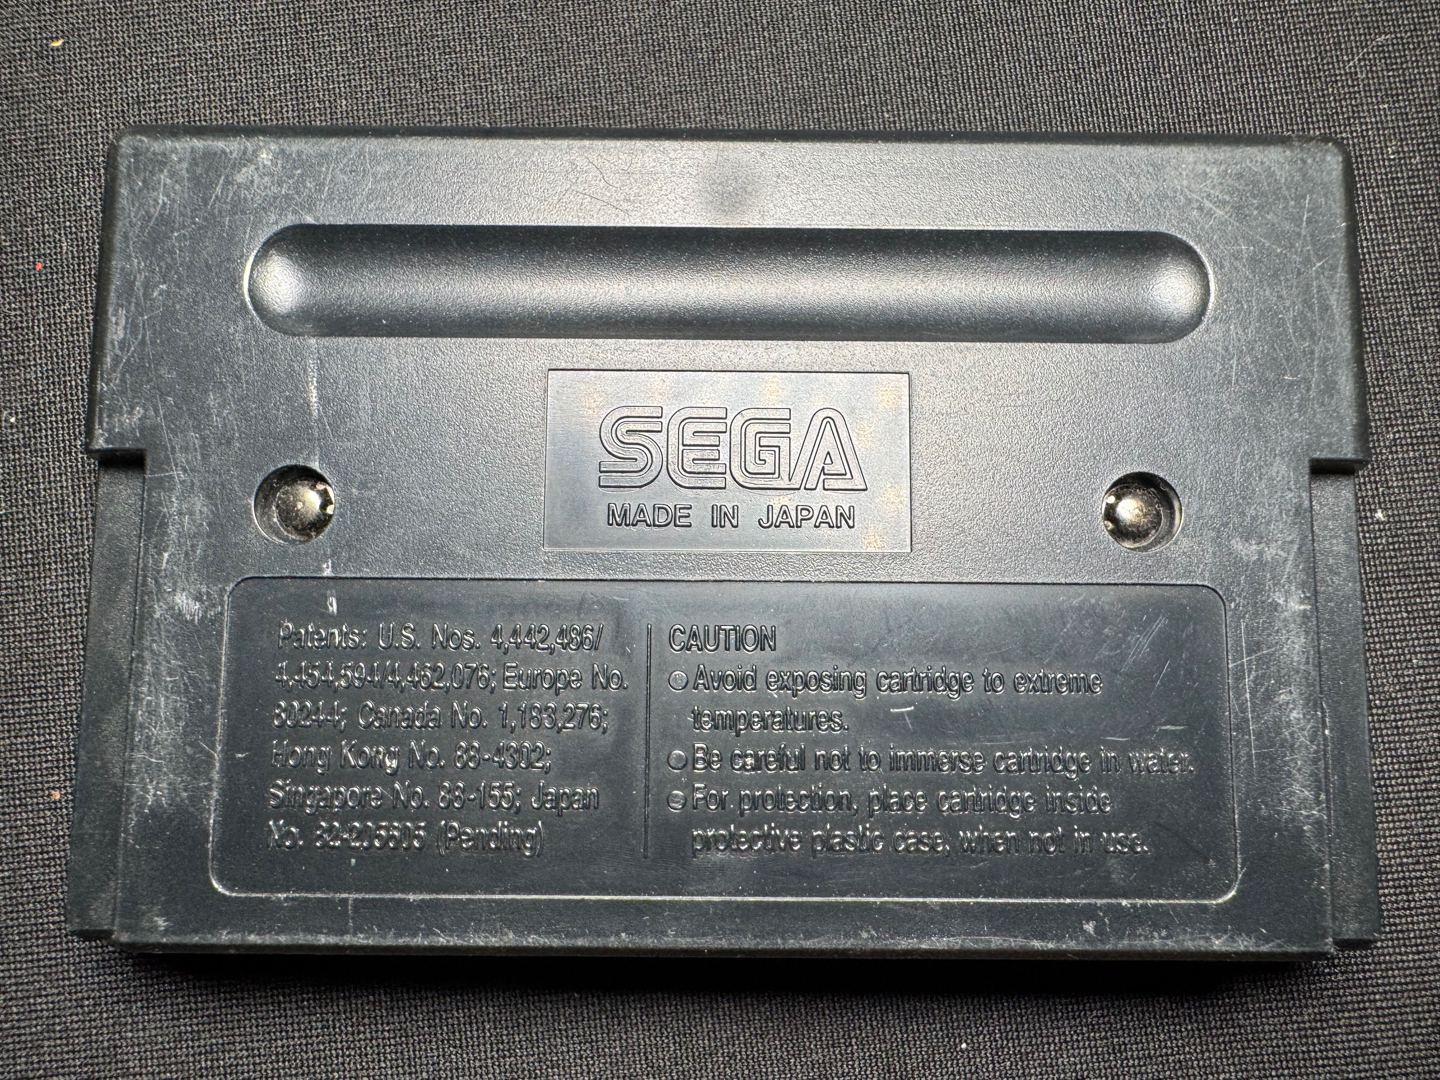 SEGA
MADE IN JAPAN
Patents: U.S. Nos. 4,442,486/
4,454,594/4,462,076; Europe No.
80244; Canada No. 1,183,276;
Hong Kong No. 88-4302;
Singapore No. 88-155; Japan
No. 82-205605 (Pending)
CAUTION
● Avoid exposing cartridge to extreme
temperatures.
● Be careful not to immerse cartridge in water.
● For protection, place cartridge inside
protective plastic case, when not in use.